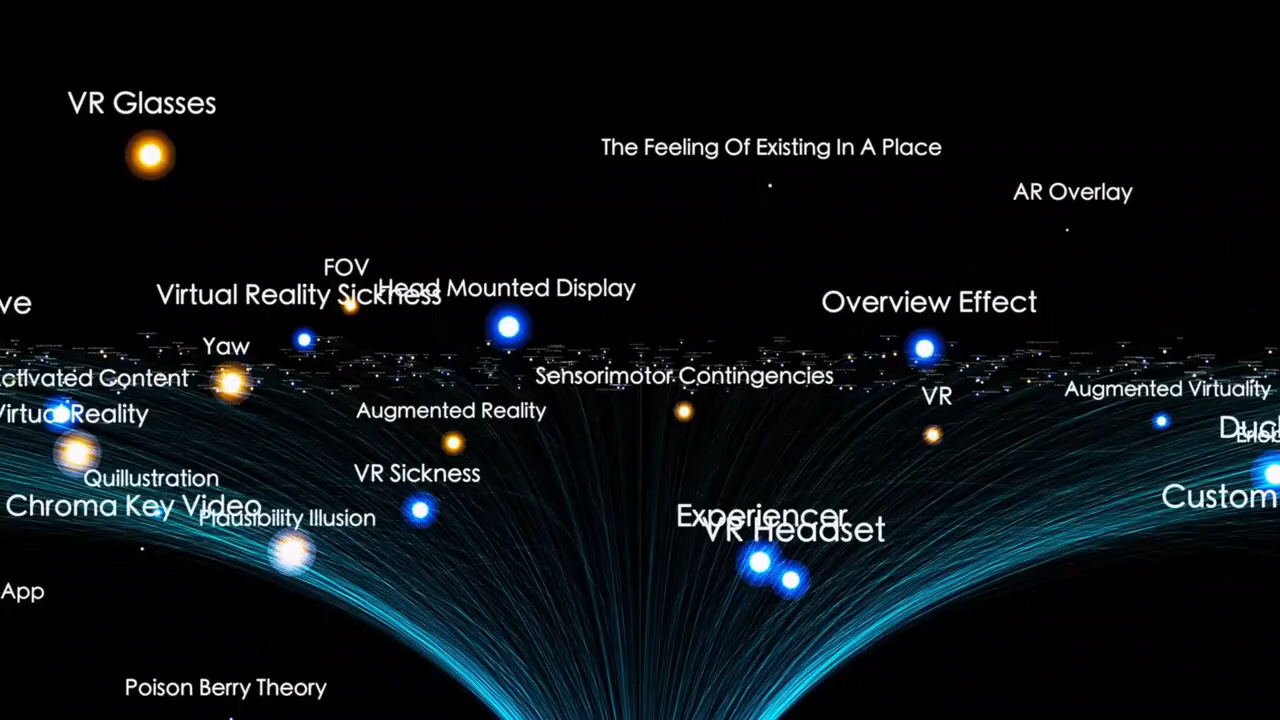 VR Glasses
The Feeling Of Existing In A Place
AR Overlay
FOV
Head Mounted Display
Virtual Reality Sickness
Overview Effect
ve
Yaw
Sensorimotor Contingencies
Activated Content
Augmented Virtuality
VR
Augmented Reality
Virtual Reality
VR Sickness
Quillustration
Custom
Chroma Key Video
Plausibility Illusion
Experiencer
VR Headset
App
Poison Berry Theory